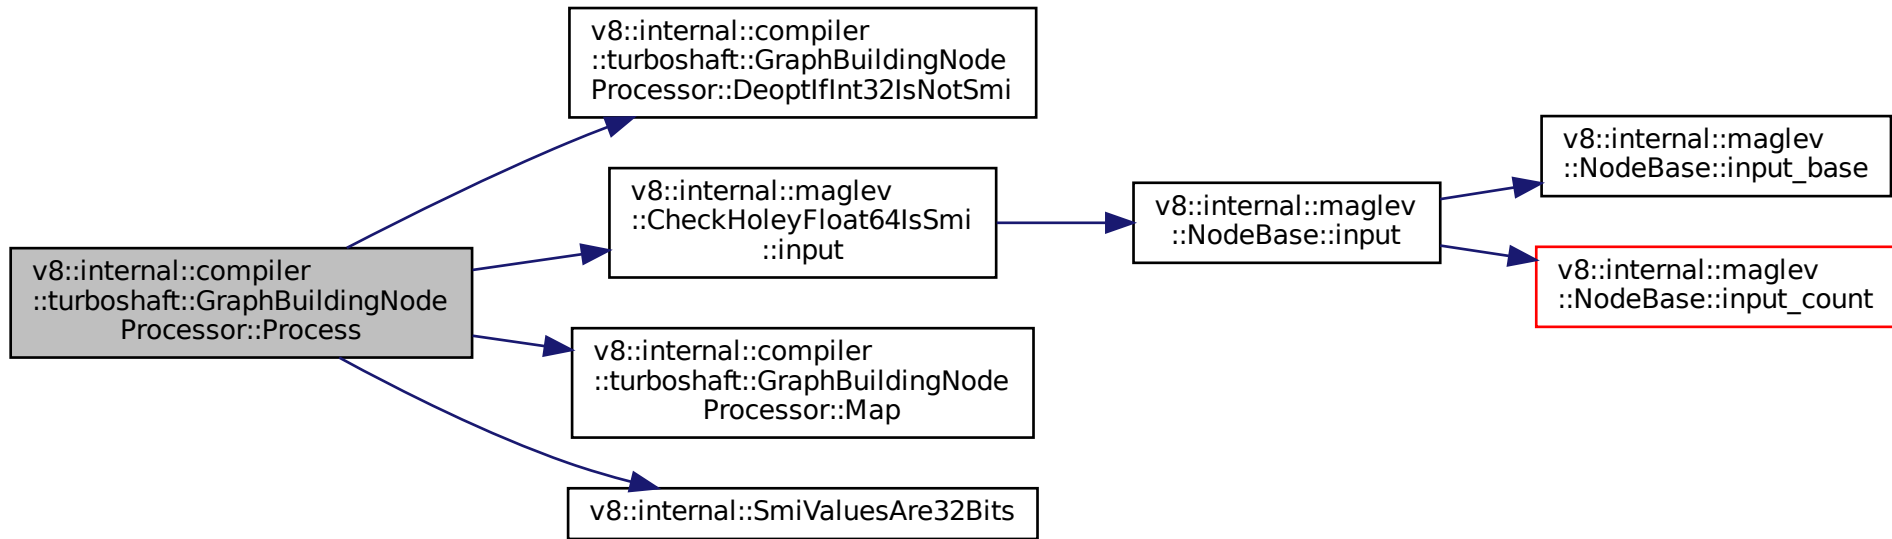 v8::internal::compiler
::turboshaft::GraphBuildingNode
Processor::Process
v8::internal::compiler
::turboshaft::GraphBuildingNode
Processor::DeoptIfInt32IsNotSmi
v8::internal::maglev
::CheckHoleyFloat64IsSmi
::input
v8::internal::compiler
::turboshaft::GraphBuildingNode
Processor::Map
v8::internal::SmiValuesAre32Bits
v8::internal::maglev
::NodeBase::input
v8::internal::maglev
::NodeBase::input_base
v8::internal::maglev
::NodeBase::input_count